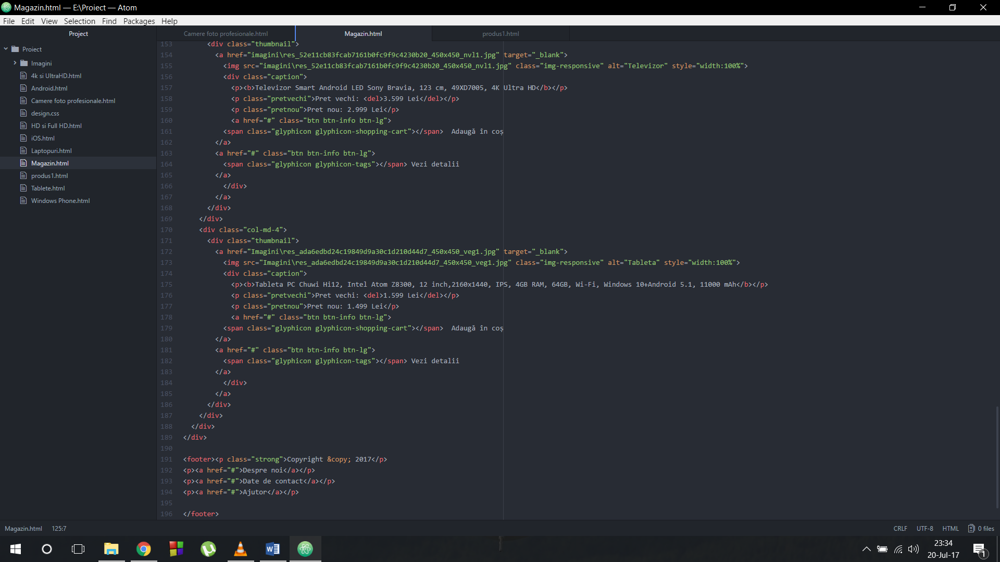 Magazin.html — E:\Proiect — Atom
File Edit View Selection Find Packages Help
Project
Camere foto profesionale.html
Magazin.html
produs1.html
Project
Imagini
4k si UltraHD.html
Android.html
Camere foto profesionale.html
design.css
HD si Full HD.html
iOS.html
Laptopuri.html
Magazin.html
produs1.html
Tablete.html
Windows Phone.html
153 <div class="thumbnail">
154 <a href="imagini\res_52e11cb83fcab7161b0fc9f9c4230b20_450x450_nvl1.jpg" target="_blank">
155 <img src="imagini\res_52e11cb83fcab7161b0fc9f9c4230b20_450x450_nvl1.jpg" class="img-responsive" alt="Televizor" style="width:100%">
156 <div class="caption">
157 <p><b>Televizor Smart Android LED Sony Bravia, 123 cm, 49XD7005, 4K Ultra HD</b></p>
158 <p class="pretvechi">Pret vechi: <del>3.599 Lei</del></p>
159 <p class="pretnou">Pret nou: 2.999 Lei</p>
160 <a href="#" class="btn btn-info btn-lg">
161 <span class="glyphicon glyphicon-shopping-cart"></span>  Adaugă în coș
162 </a>
163 <a href="#" class="btn btn-info btn-lg">
164 <span class="glyphicon glyphicon-tags"></span> Vezi detalii
165 </a>
166 </div>
167 </a>
168 </div>
169 </div>
170 <div class="col-md-4">
171 <div class="thumbnail">
172 <a href="Imagini\res_ada6edbd24c19849d9a30c1d210d44d7_450x450_veg1.jpg" target="_blank">
173 <img src="Imagini\res_ada6edbd24c19849d9a30c1d210d44d7_450x450_veg1.jpg" class="img-responsive" alt="Tableta" style="width:100%">
174 <div class="caption">
175 <p><b>Tableta PC Chuwi Hi12, Intel Atom Z8300, 12 inch,2160x1440, IPS, 4GB RAM, 64GB, Wi-Fi, Windows 10+Android 5.1, 11000 mAh</b></p>
176 <p class="pretvechi">Pret vechi: <del>1.599 Lei</del></p>
177 <p class="pretnou">Pret nou: 1.499 Lei</p>
178 <a href="#" class="btn btn-info btn-lg">
179 <span class="glyphicon glyphicon-shopping-cart"></span>  Adaugă în coș
180 </a>
181 <a href="#" class="btn btn-info btn-lg">
182 <span class="glyphicon glyphicon-tags"></span> Vezi detalii
183 </a>
184 </div>
185 </a>
186 </div>
187 </div>
188 </div>
189 </div>
190
191 <footer><p class="strong">Copyright &copy; 2017</p>
192 <p><a href="#">Despre noi</a></p>
193 <p><a href="#">Date de contact</a></p>
194 <p><a href="#">Ajutor</a></p>
195
196 </footer>
Magazin.html 125:7
CRLF UTF-8 HTML 0 files
23:34
20-Jul-17
1